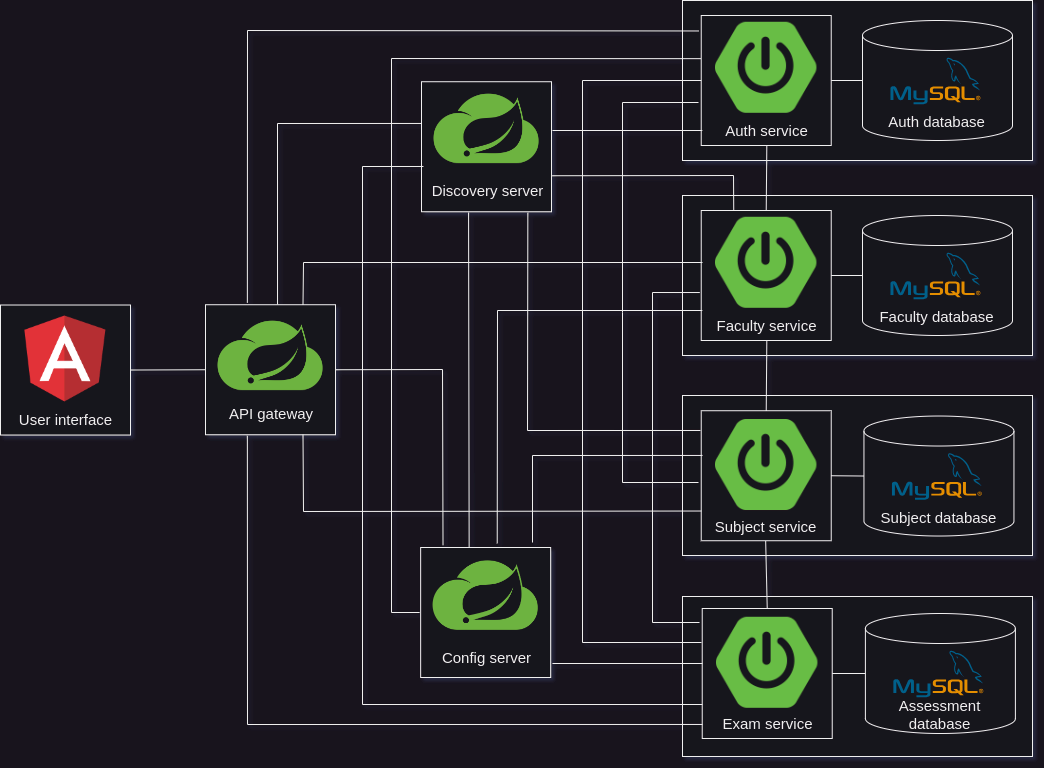 Auth service
MySQL®
Auth database
Discovery server
Faculty service
MySQL®
Faculty database
User interface
API gateway
Subject service
MySQL®
Subject database
Config server
Exam service
MySQL®
Assessment
database